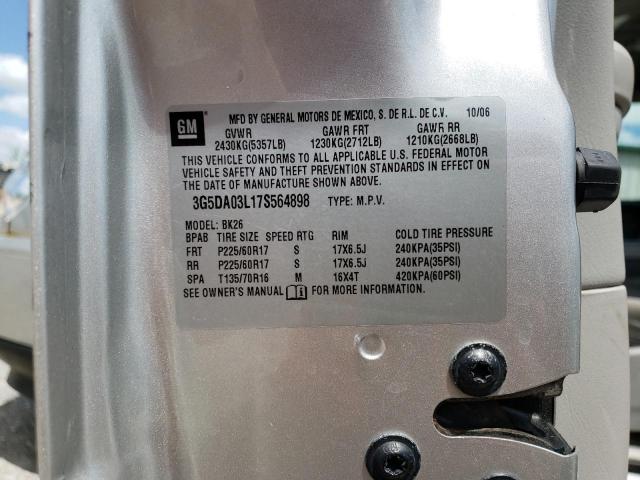 GM
MFD BY GENERAL MOTORS DE MEXICO, S. DE R.L. DE C.V. 10/06
GVWR GAWR FRT GAWR RR
2430KG(5357LB) 1230KG(2712LB) 1210KG(2668LB)
THIS VEHICLE CONFORMS TO ALL APPLICABLE U.S. FEDERAL MOTOR
VEHICLE SAFETY AND THEFT PREVENTION STANDARDS IN EFFECT ON
THE DATE OF MANUFACTURE SHOWN ABOVE.
3G5DA03L17S564898 TYPE: M.P.V.
MODEL: BK26
BPAB TIRE SIZE SPEED RTG RIM COLD TIRE PRESSURE
FRT P225/60R17 S 17X6.5J 240KPA(35PSI)
RR P225/60R17 S 17X6.5J 240KPA(35PSI)
SPA T135/70R16 M 16X4T 420KPA(60PSI)
SEE OWNER'S MANUAL FOR MORE INFORMATION.